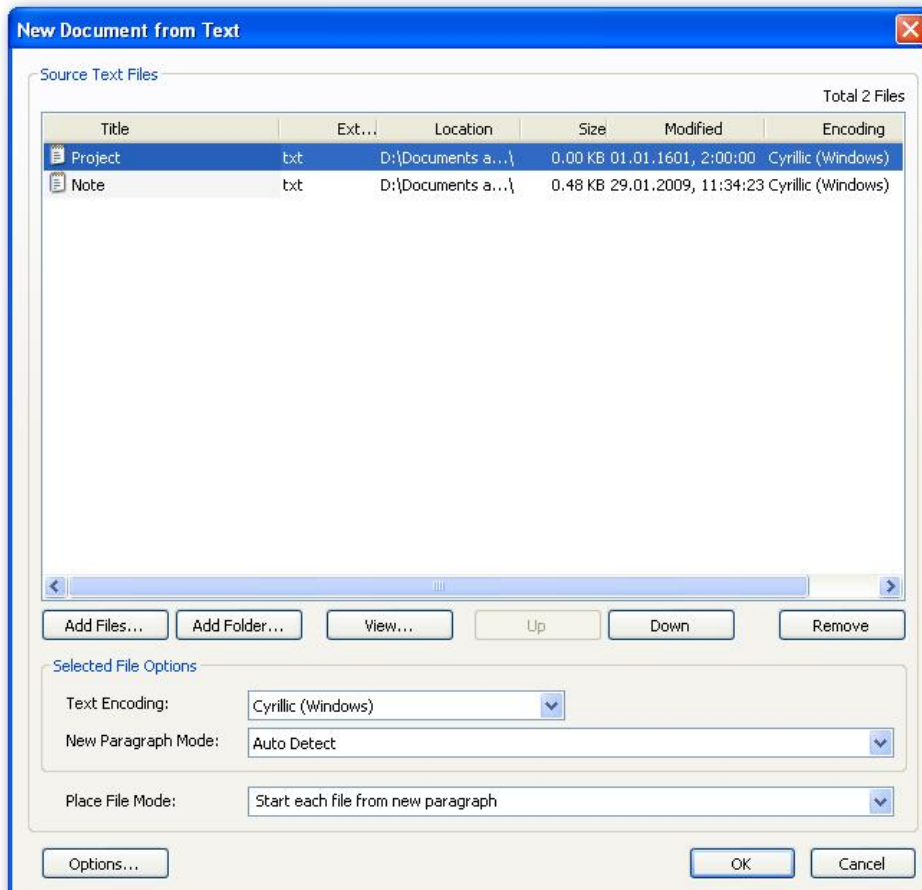 New Document from Text
Source Text Files
Total 2 Files
Title Ext... Location Size Modified Encoding
Project txt D:\Documents a...\ 0.00 KB 01.01.1601, 2:00:00 Cyrillic (Windows)
Note txt D:\Documents a...\ 0.48 KB 29.01.2009, 11:34:23 Cyrillic (Windows)
Add Files... Add Folder... View... Up Down Remove
Selected File Options
Text Encoding: Cyrillic (Windows)
New Paragraph Mode: Auto Detect
Place File Mode: Start each file from new paragraph
Options... OK Cancel